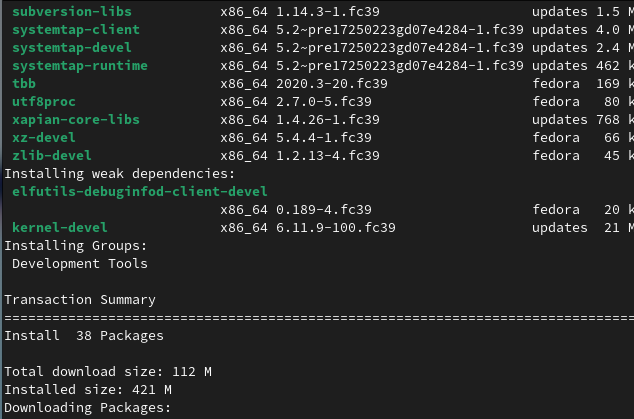 subversion-libs x86_64 1.14.3-1.fc39 updates 1.5 M
systemtap-client x86_64 5.2~pre17250223gd07e4284-1.fc39 updates 4.0 M
systemtap-devel x86_64 5.2~pre17250223gd07e4284-1.fc39 updates 2.4 M
systemtap-runtime x86_64 5.2~pre17250223gd07e4284-1.fc39 updates 462 k
tbb x86_64 2020.3-20.fc39 fedora 169 k
utf8proc x86_64 2.7.0-5.fc39 fedora 80 k
xapian-core-libs x86_64 1.4.26-1.fc39 updates 768 k
xz-devel x86_64 5.4.4-1.fc39 fedora 66 k
zlib-devel x86_64 1.2.13-4.fc39 fedora 45 k
Installing weak dependencies:
elfutils-debuginfod-client-devel
x86_64 0.189-4.fc39 fedora 20 k
kernel-devel x86_64 6.11.9-100.fc39 updates 21 M
Installing Groups:
Development Tools
Transaction Summary
================================================================================
Install 38 Packages
Total download size: 112 M
Installed size: 421 M
Downloading Packages: